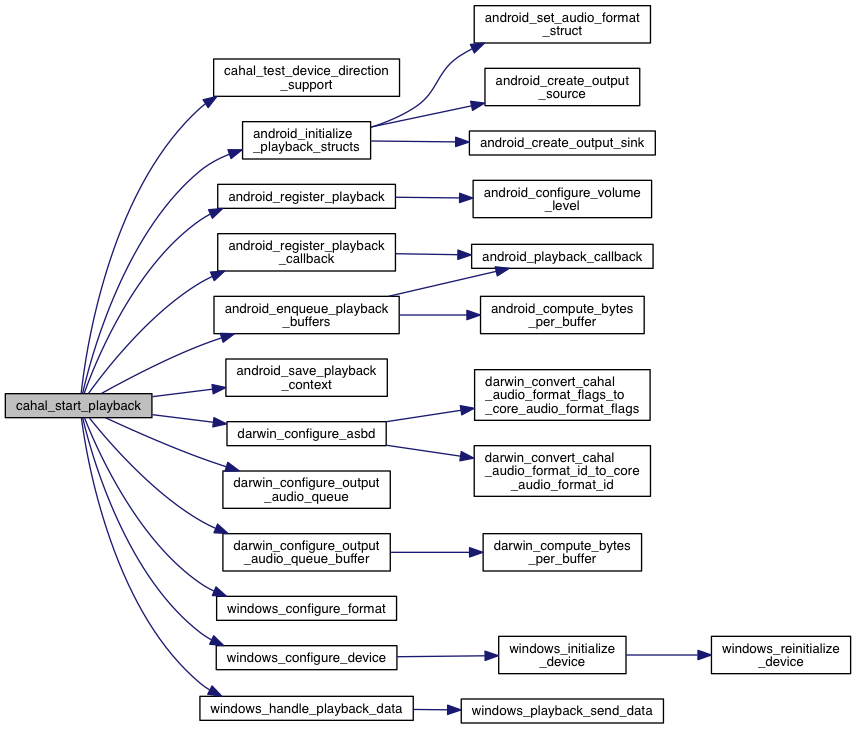 android_set_audio_format
_struct
cahal_test_device_direction
_support
android_create_output
_source
android_initialize
_playback_structs
android_create_output_sink
android_register_playback
android_configure_volume
_level
android_register_playback
_callback
android_playback_callback
android_enqueue_playback
_buffers
android_compute_bytes
_per_buffer
android_save_playback
_context
darwin_convert_cahal
_audio_format_flags_to
_core_audio_format_flags
cahal_start_playback
darwin_configure_asbd
darwin_convert_cahal
_audio_format_id_to_core
_audio_format_id
darwin_configure_output
_audio_queue
darwin_configure_output
_audio_queue_buffer
darwin_compute_bytes
_per_buffer
windows_configure_format
windows_configure_device
windows_initialize
_device
windows_reinitialize
_device
windows_handle_playback_data
windows_playback_send_data